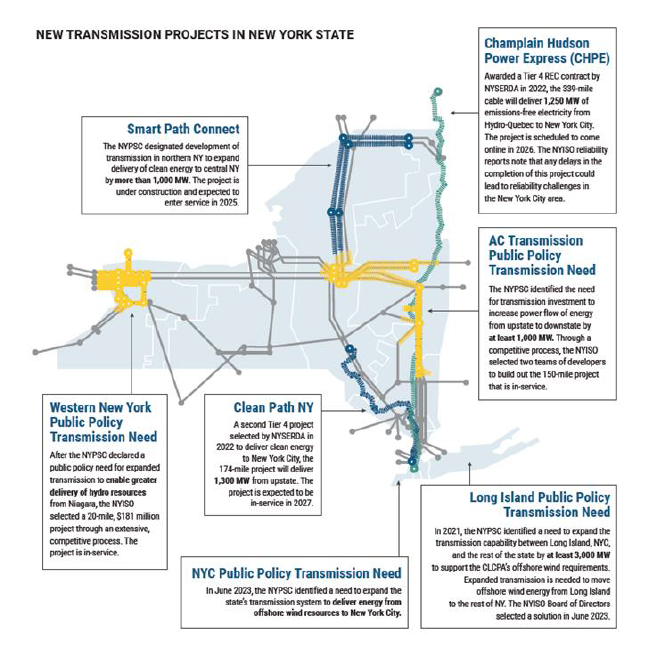 NEW TRANSMISSION PROJECTS IN NEW YORK STATE
Champlain Hudson
Power Express (CHPE)
Awarded a Tier 4 REC contract by
NYSERDA in 2022, the 339-mile
cable will deliver 1,250 MW of
emissions-free electricity from
Hydro-Quebec to New York City.
The project is scheduled to come
online in 2026. The NYISO reliability
reports note that any delays in the
completion of this project could
lead to reliability challenges in
the New York City area.
Smart Path Connect
The NYPSC designated development of
transmission in northern NY to expand
delivery of clean energy to central NY
by more than 1,000 MW. The project is
under construction and expected to
enter service in 2025.
AC Transmission
Public Policy
Transmission Need
The NYPSC identified the need
for transmission investment to
increase power flow of energy
from upstate to downstate by
at least 1,000 MW. Through a
competitive process, the NYISO
selected two teams of developers
to build out the 150-mile project
that is in-service.
Western New York
Public Policy
Transmission Need
After the NYPSC declared a
public policy need for expanded
transmission to enable greater
delivery of hydro resources
from Niagara, the NYISO
selected a 20-mile, $181 million
project through an extensive,
competitive process. The
project is in-service.
Clean Path NY
A second Tier 4 project
selected by NYSERDA in
2022 to deliver clean energy
to New York City, the
174-mile project will deliver
1,300 MW from upstate. The
project is expected to be
in-service in 2027.
Long Island Public Policy
Transmission Need
In 2021, the NYPSC identified a need to expand the
transmission capability between Long Island, NYC,
and the rest of the state by at least 3,000 MW
to support the CLCPA's offshore wind requirements.
Expanded transmission is needed to move
offshore wind energy from Long Island
to the rest of NY. The NYISO Board of Directors
selected a solution in June 2023.
NYC Public Policy Transmission Need
In June 2023, the NYPSC identified a need to expand the
state's transmission system to deliver energy from
offshore wind resources to New York City.